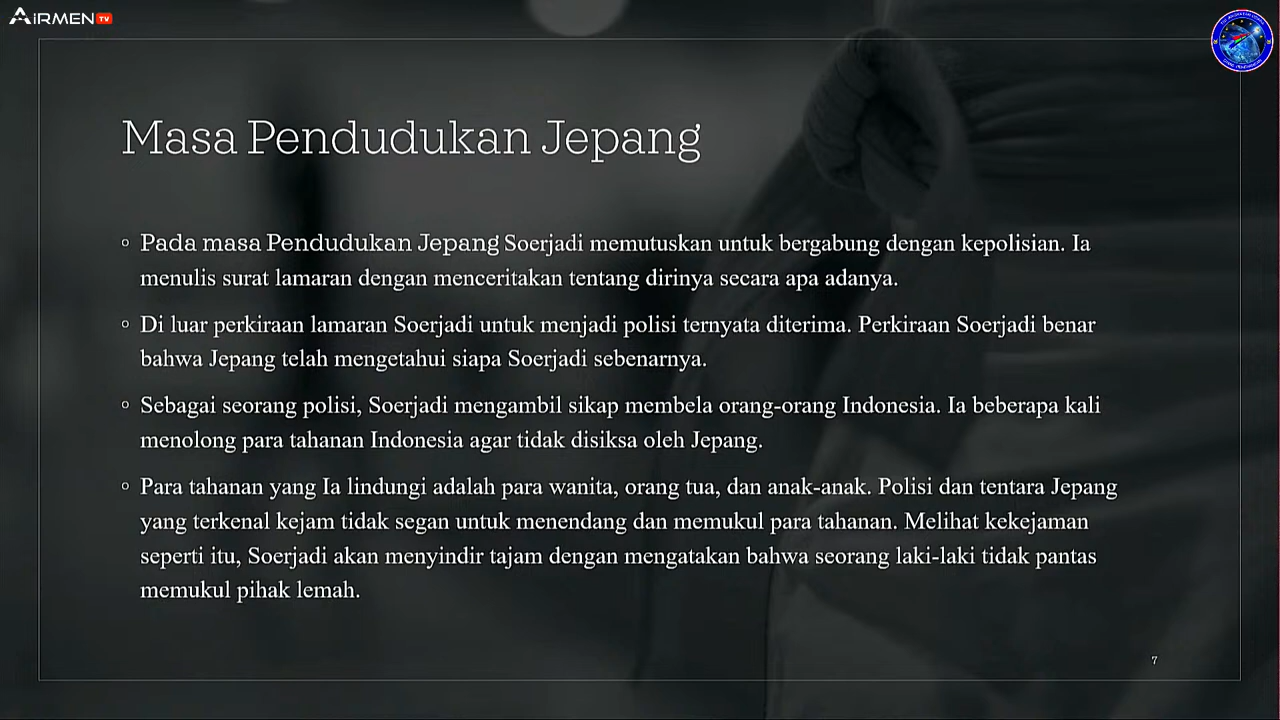 AiRMEN TV
Masa Pendudukan Jepang
Pada masa Pendudukan Jepang Soerjadi memutuskan untuk bergabung dengan kepolisian. Ia
menulis surat lamaran dengan menceritakan tentang dirinya secara apa adanya.
Di luar perkiraan lamaran Soerjadi untuk menjadi polisi ternyata diterima. Perkiraan Soerjadi benar
bahwa Jepang telah mengetahui siapa Soerjadi sebenarnya.
Sebagai seorang polisi, Soerjadi mengambil sikap membela orang-orang Indonesia. Ia beberapa kali
menolong para tahanan Indonesia agar tidak disiksa oleh Jepang.
Para tahanan yang Ia lindungi adalah para wanita, orang tua, dan anak-anak. Polisi dan tentara Jepang
yang terkenal kejam tidak segan untuk menendang dan memukul para tahanan. Melihat kekejaman
seperti itu, Soerjadi akan menyindir tajam dengan mengatakan bahwa seorang laki-laki tidak pantas
memukul pihak lemah.
7